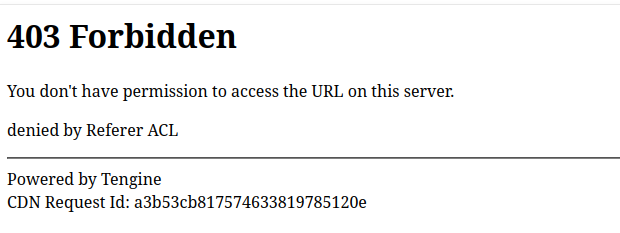 403 Forbidden
You don't have permission to access the URL on this server.
denied by Referer ACL
Powered by Tengine
CDN Request Id: a3b53cb817574633819785120e